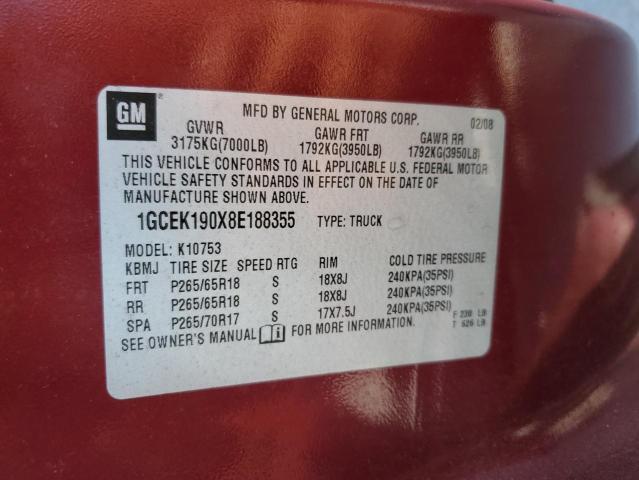 GM
MFD BY GENERAL MOTORS CORP. 02/08
GVWR GAWR FRT GAWR RR
3175KG(7000LB) 1792KG(3950LB) 1792KG(3950LB)
THIS VEHICLE CONFORMS TO ALL APPLICABLE U.S. FEDERAL MOTOR
VEHICLE SAFETY STANDARDS IN EFFECT ON THE DATE OF
MANUFACTURE SHOWN ABOVE.
1GCEK190X8E188355 TYPE: TRUCK
MODEL: K10753
KBMJ TIRE SIZE SPEED RTG RIM COLD TIRE PRESSURE
FRT P265/65R18 S 18X8J 240KPA(35PSI)
RR P265/65R18 S 18X8J 240KPA(35PSI)
SPA P265/70R17 S 17X7.5J 240KPA(35PSI)
SEE OWNER'S MANUAL FOR MORE INFORMATION.
F 230 LB
T 626 LB